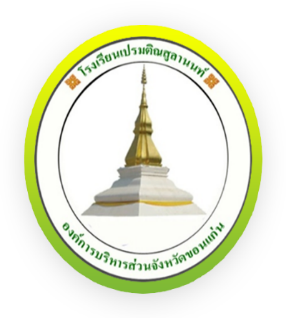 โรงเรียนเปรมติณสูลานนท์
องค์การบริหารส่วนจังหวัดขอนแก่น